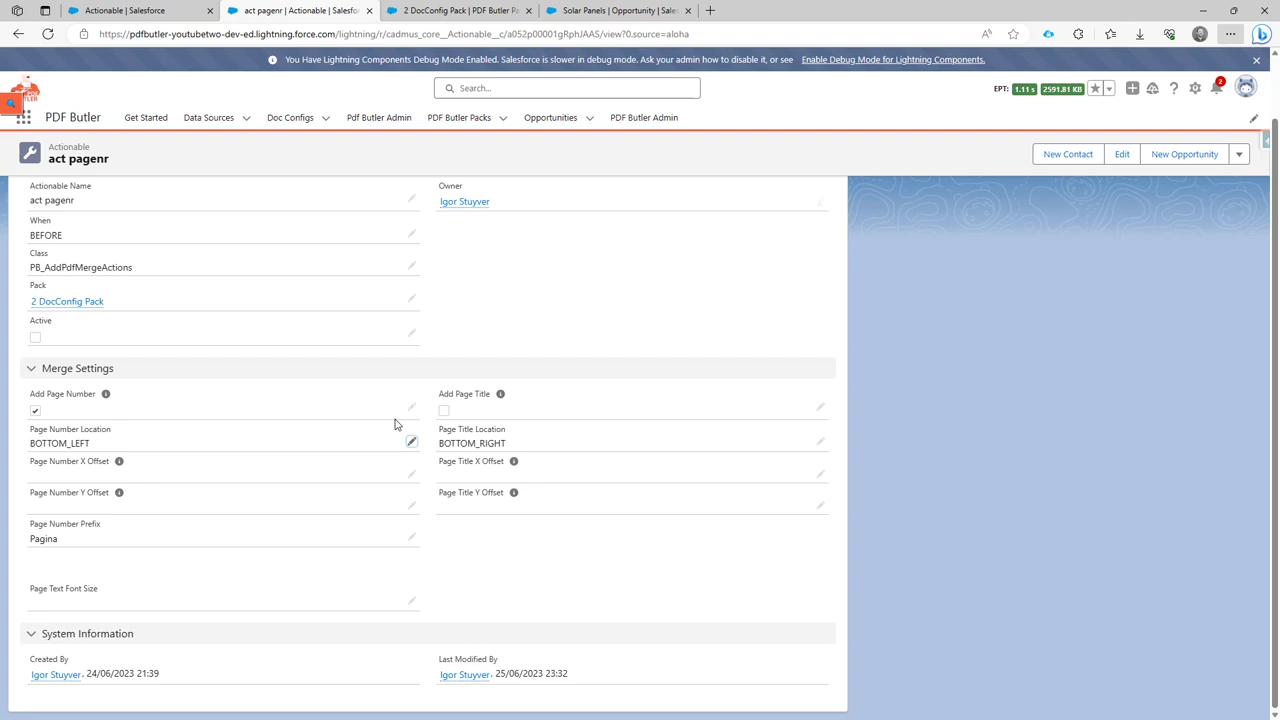 Actionable | Salesforce
act pagenr | Actionable | Salesfor
2 DocConfig Pack | PDF Butler Pa
Solar Panels | Opportunity | Sales
https://pdfbutler-youtubetwo-dev-ed.lightning.force.com/lightning/r/cadmus_core__Actionable__c/a052p00001gRphJAAS/view?0.source=aloha
You Have Lightning Components Debug Mode Enabled. Salesforce is slower in debug mode. Ask your admin how to disable it, or see Enable Debug Mode for Lightning Components.
Search...
EPT: 1.11 s 2591.81 KB
2
PDF Butler
Get Started
Data Sources
Doc Configs
Pdf Butler Admin
PDF Butler Packs
Opportunities
PDF Butler Admin
Actionable
act pagenr
New Contact
Edit
New Opportunity
Actionable Name
act pagenr
Owner
Igor Stuyver
When
BEFORE
Class
PB_AddPdfMergeActions
Pack
2 DocConfig Pack
Active
Merge Settings
Add Page Number
Add Page Title
Page Number Location
BOTTOM_LEFT
Page Title Location
BOTTOM_RIGHT
Page Number X Offset
Page Title X Offset
Page Number Y Offset
Page Title Y Offset
Page Number Prefix
Pagina
Page Text Font Size
System Information
Created By
Igor Stuyver, 24/06/2023 21:39
Last Modified By
Igor Stuyver, 25/06/2023 23:32